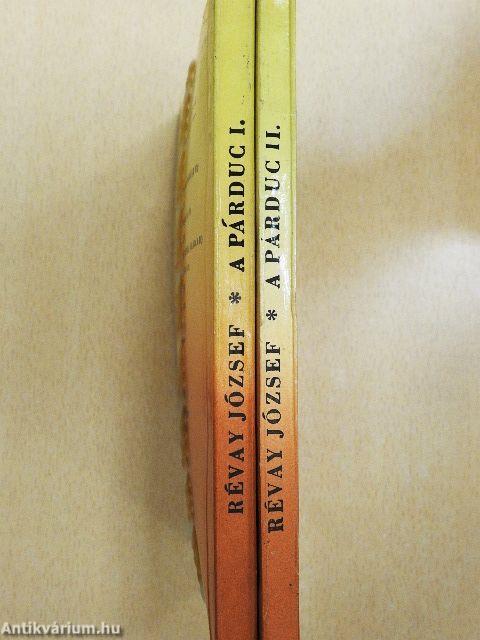 RÉVAY JÓZSEF * A PÁRDUC I.
RÉVAY JÓZSEF * A PÁRDUC II.
Antikvárium.hu